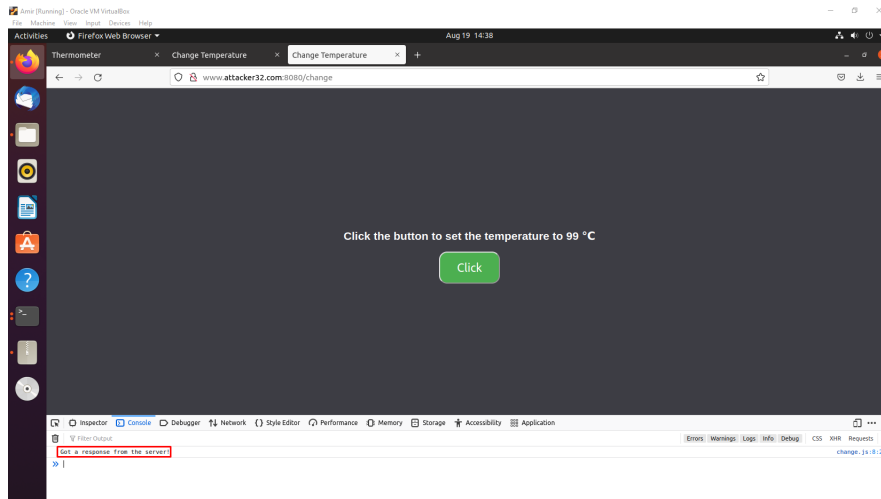 Amir [Running] - Oracle VM VirtualBox
File Machine View Input Devices Help
Activities Firefox Web Browser Aug 19 14:38
Thermometer × Change Temperature × Change Temperature × +
www.attacker32.com:8080/change
Click the button to set the temperature to 99 °C
Click
Inspector Console Debugger Network {} Style Editor Performance Memory Storage Accessibility Application
Filter Output Errors Warnings Logs Info Debug CSS XHR Requests
Got a response from the server! change.js:8:2
»